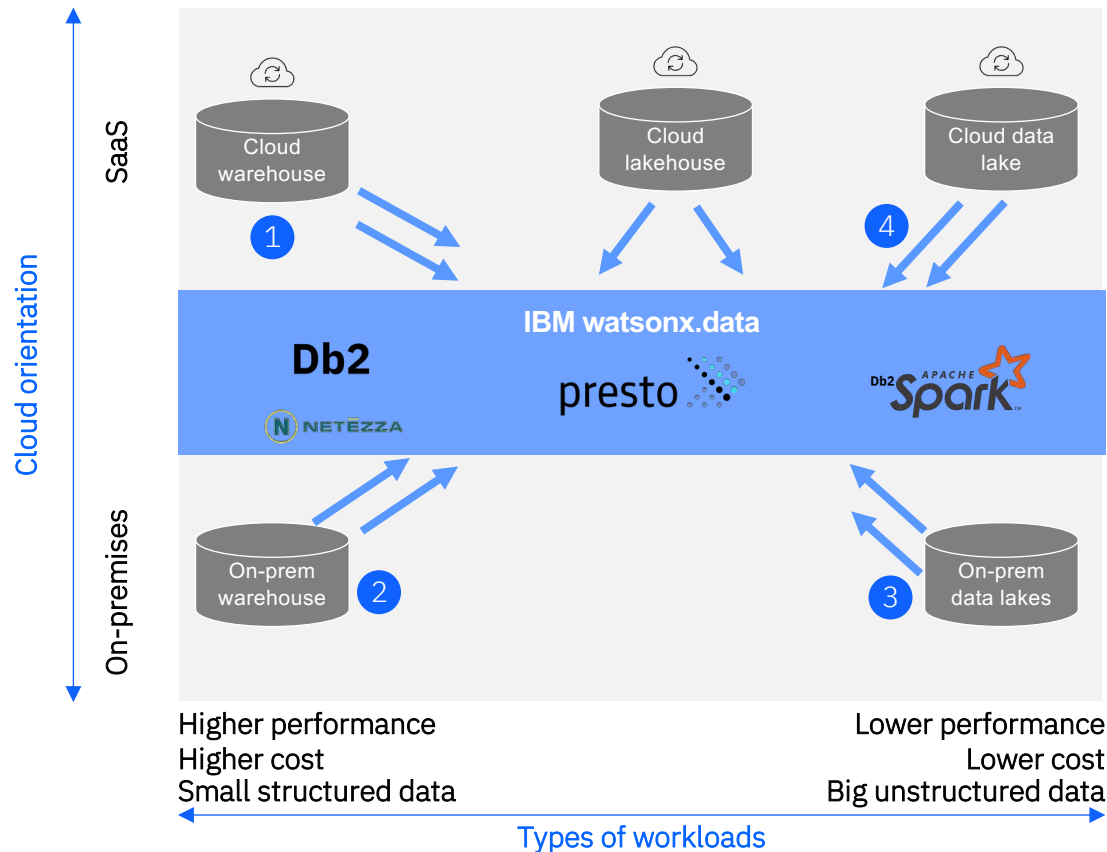 SaaS
Cloud
warehouse
Cloud
lakehouse
Cloud data
lake
1
4
Cloud orientation
IBM watsonx.data
Db2
NETĒZZA
N
presto
Db2
APACHE
Spark
TM
On-premises
On-prem
warehouse
2
On-prem
data lakes
3
Higher performance
Higher cost
Small structured data
Lower performance
Lower cost
Big unstructured data
Types of workloads